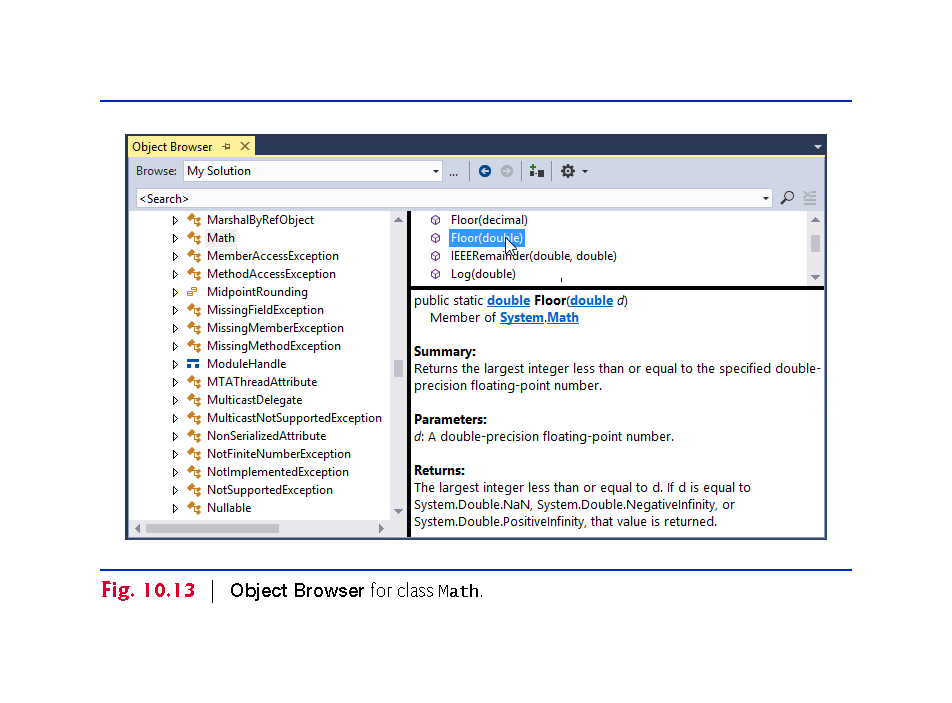 Object Browser
Browse: My Solution ...
<Search>
MarshalByRefObject
Math
MemberAccessException
MethodAccessException
MidpointRounding
MissingFieldException
MissingMemberException
MissingMethodException
ModuleHandle
MTAThreadAttribute
MulticastDelegate
MulticastNotSupportedException
NonSerializedAttribute
NotFiniteNumberException
NotImplementedException
NotSupportedException
Nullable
Floor(decimal)
Floor(double)
IEEERemainder(double, double)
Log(double)
public static double Floor(double d)
Member of System.Math
Summary:
Returns the largest integer less than or equal to the specified double-
precision floating-point number.
Parameters:
d: A double-precision floating-point number.
Returns:
The largest integer less than or equal to d. If d is equal to
System.Double.NaN, System.Double.NegativeInfinity, or
System.Double.PositiveInfinity, that value is returned.
Fig. 10.13 | Object Browser for class Math.